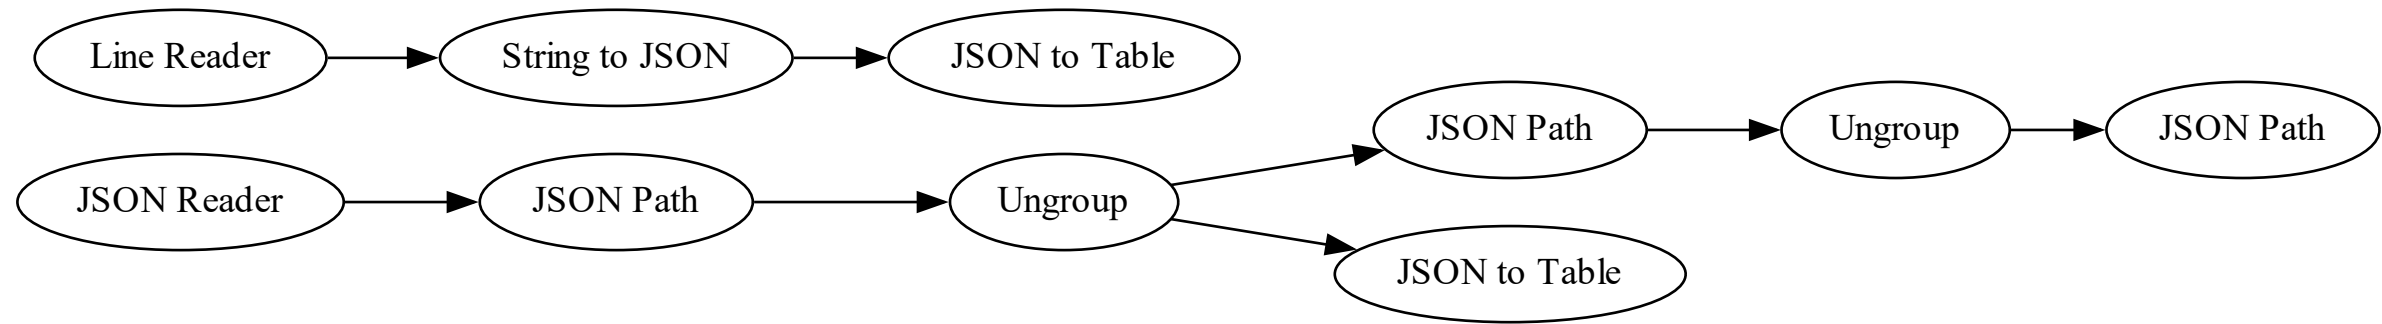 Line Reader
String to JSON
JSON to Table
JSON Reader
JSON Path
Ungroup
JSON Path
Ungroup
JSON Path
JSON to Table